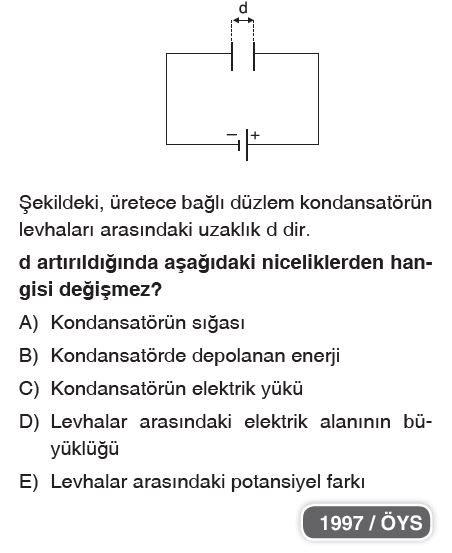 d
− +
Şekildeki, üretece bağlı düzlem kondansatörün
levhaları arasındaki uzaklık d dir.
d artırıldığında aşağıdaki niceliklerden han-
gisi değişmez?
A) Kondansatörün sığası
B) Kondansatörde depolanan enerji
C) Kondansatörün elektrik yükü
D) Levhalar arasındaki elektrik alanının bü-
yüklüğü
E) Levhalar arasındaki potansiyel farkı
1997 / ÖYS